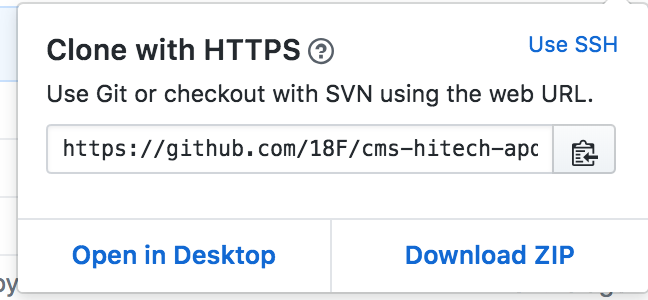 Clone with HTTPS ?
Use SSH
Use Git or checkout with SVN using the web URL.
https://github.com/18F/cms-hitech-apd
Open in Desktop
Download ZIP